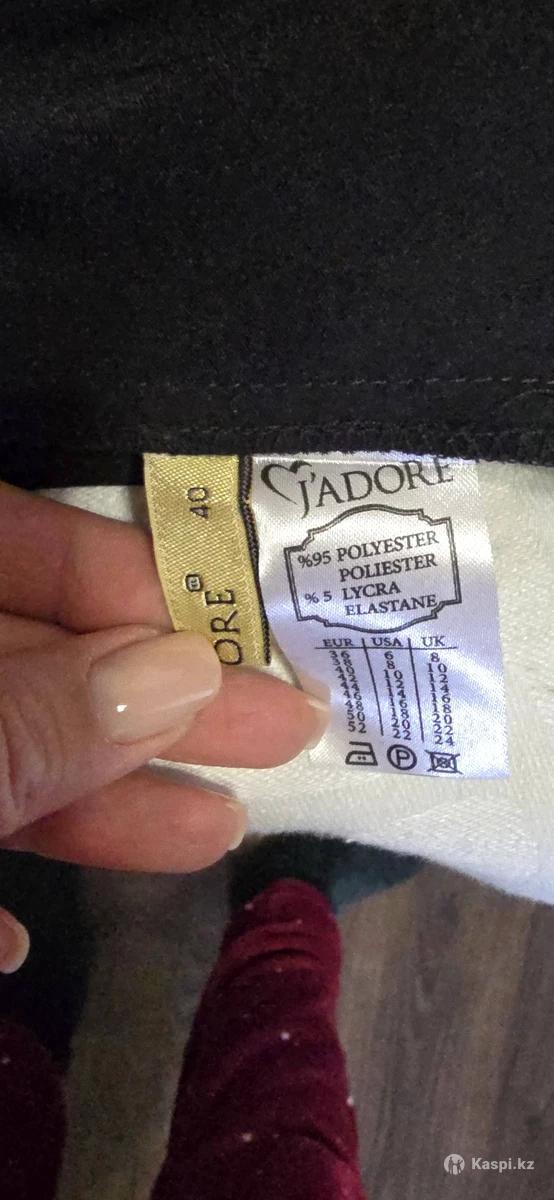 40
ORE
J'ADORE
%95 POLYESTER
POLIESTER
%5 LYCRA
ELASTANE
EUR | USA | UK
36 6 8
38 8 10
40 10 12
42 12 14
44 14 16
46 16 18
48 18 20
50 20 22
52 22 24
P
Kaspi.kz